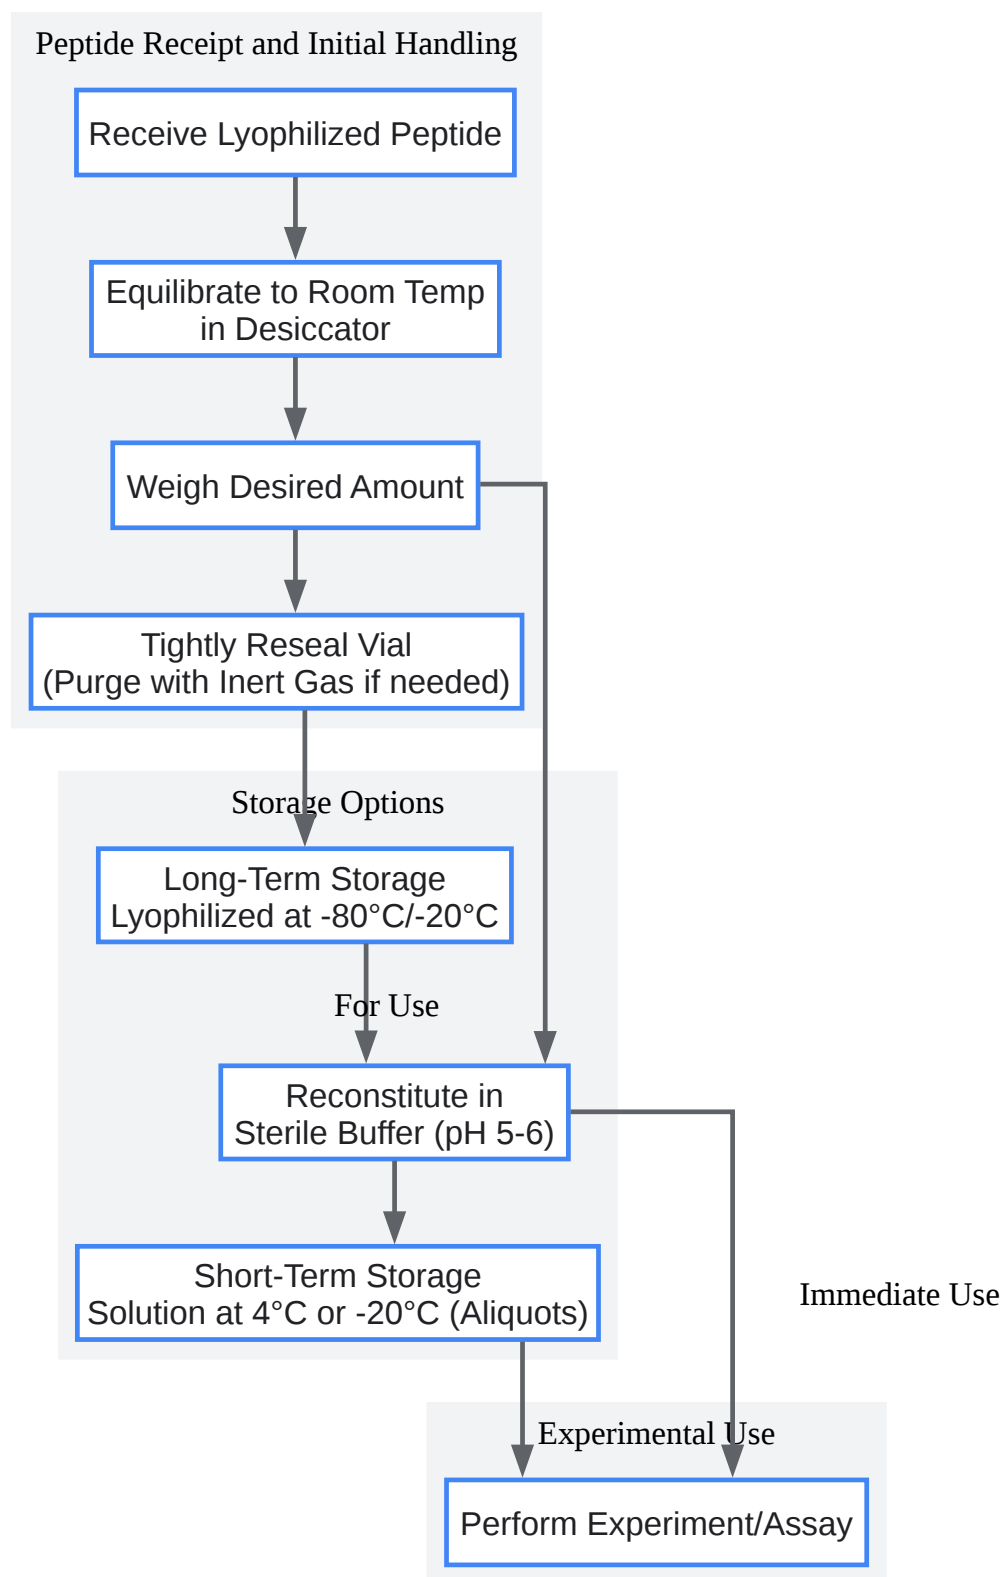 Peptide Receipt and Initial Handling
Receive Lyophilized Peptide
Equilibrate to Room Temp
in Desiccator
Weigh Desired Amount
Tightly Reseal Vial
(Purge with Inert Gas if needed)
Storage Options
Long-Term Storage
Lyophilized at -80°C/-20°C
For Use
Reconstitute in
Sterile Buffer (pH 5-6)
Short-Term Storage
Solution at 4°C or -20°C (Aliquots)
Immediate Use
Experimental Use
Perform Experiment/Assay